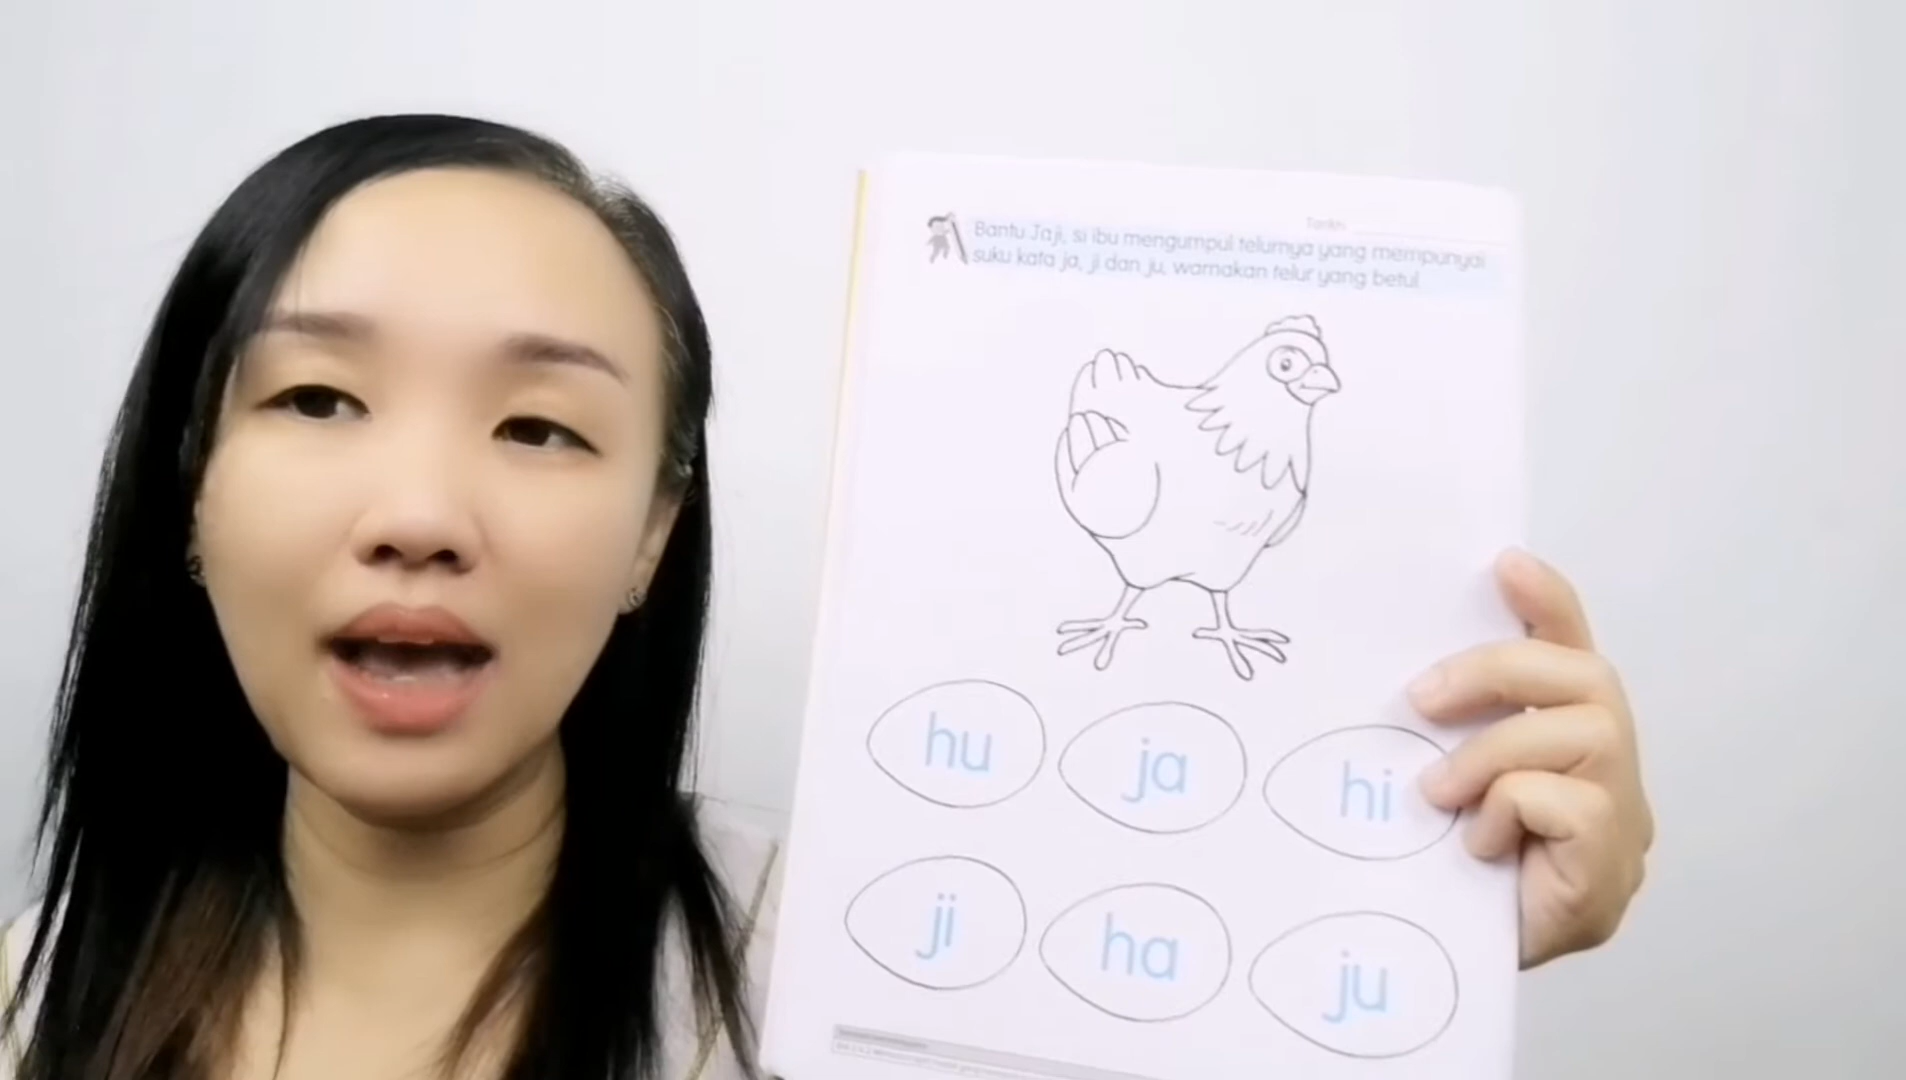 Tarikh
Bantu Jaji, si ibu mengumpul telurnya yang mempunyai
suku kata ja, ji dan ju, warnakan telur yang betul.
hu ja hi
ji ha ju